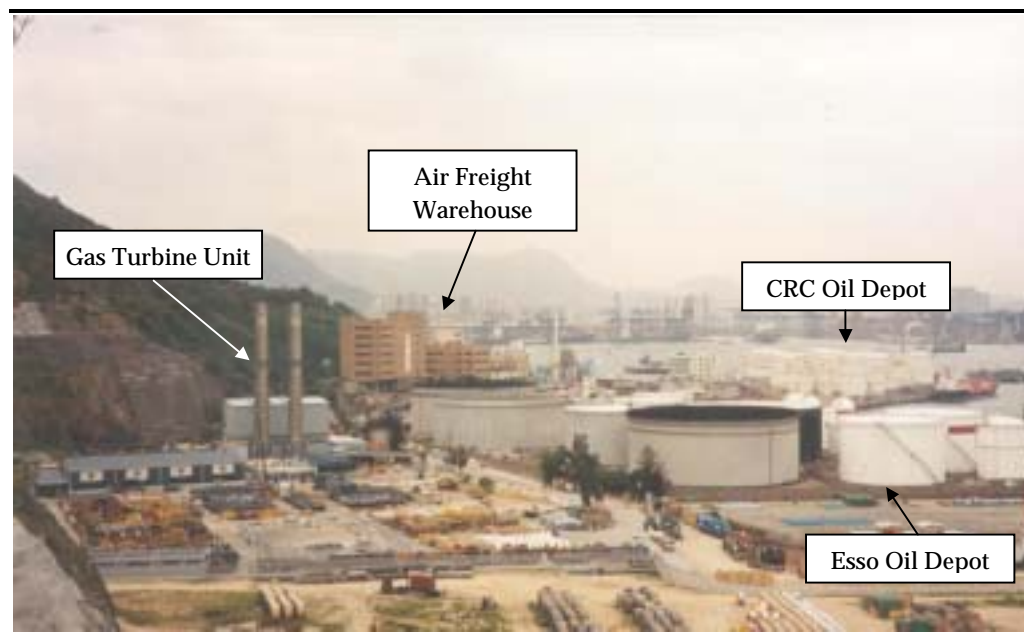 Air Freight
Warehouse
Gas Turbine Unit
CRC Oil Depot
Esso Oil Depot